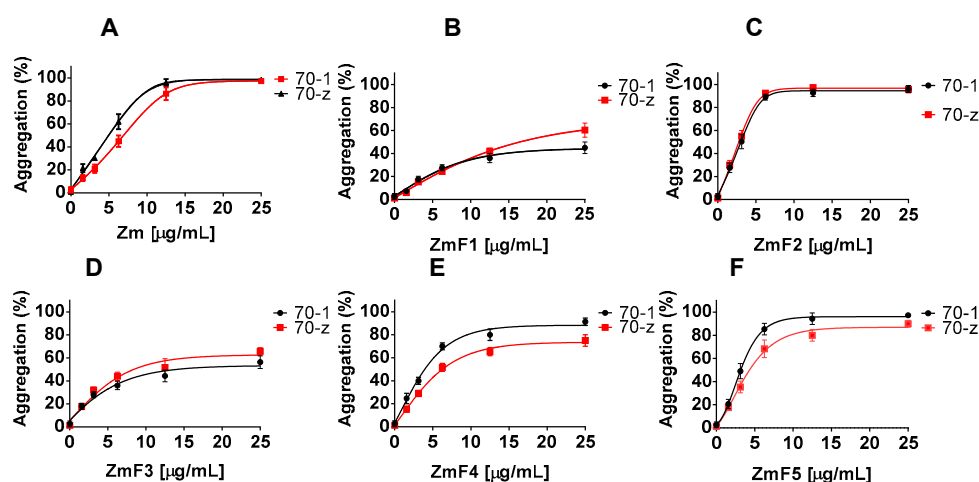 A
Aggregation (%)
100
80
60
40
20
0
0 5 10 15 20 25
Zm [μg/mL]
70-1
70-z
B
Aggregation (%)
100
80
60
40
20
0
0 5 10 15 20 25
ZmF1 [μg/mL]
70-1
70-z
C
Aggregation (%)
100
80
60
40
20
0
0 5 10 15 20 25
ZmF2 [μg/mL]
70-1
70-z
D
Aggregation (%)
100
80
60
40
20
0
0 5 10 15 20 25
ZmF3 [μg/mL]
70-1
70-z
E
Aggregation (%)
100
80
60
40
20
0
0 5 10 15 20 25
ZmF4 [μg/mL]
70-1
70-z
F
Aggregation (%)
100
80
60
40
20
0
0 5 10 15 20 25
ZmF5 [μg/mL]
70-1
70-z